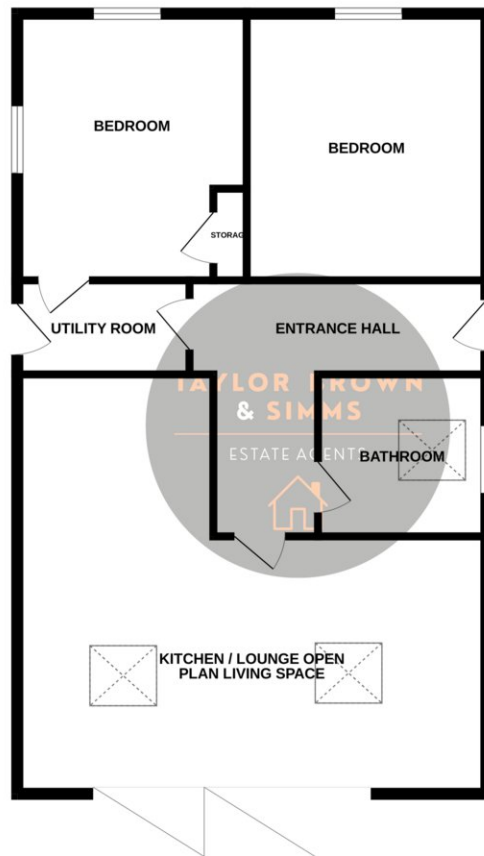 BEDROOM
BEDROOM
STORAG
UTILITY ROOM
ENTRANCE HALL
TAYLOR BROWN
& SIMMS
ESTATE AGENTS
BATHROOM
KITCHEN / LOUNGE OPEN
PLAN LIVING SPACE